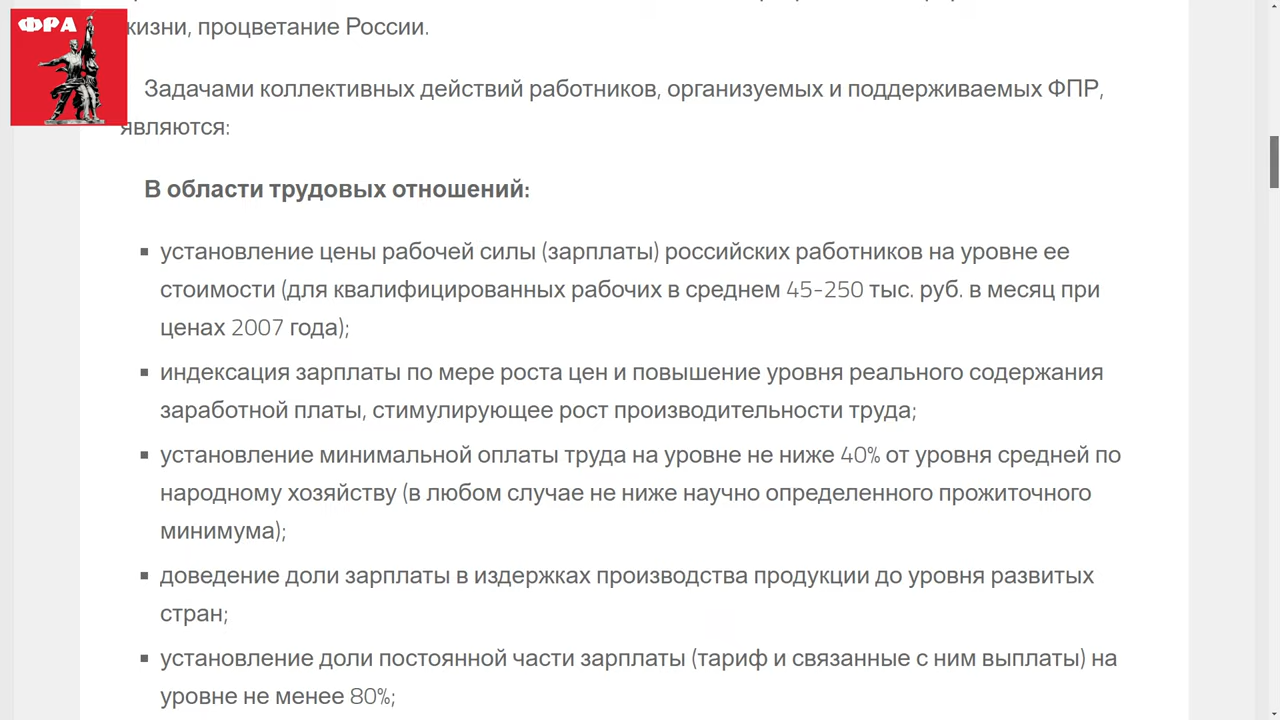 ФРА
жизни, процветание России.
Задачами коллективных действий работников, организуемых и поддерживаемых ФПР,
являются:
В области трудовых отношений:
установление цены рабочей силы (зарплаты) российских работников на уровне ее
стоимости (для квалифицированных рабочих в среднем 45-250 тыс. руб. в месяц при
ценах 2007 года);
индексация зарплаты по мере роста цен и повышение уровня реального содержания
заработной платы, стимулирующее рост производительности труда;
установление минимальной оплаты труда на уровне не ниже 40% от уровня средней по
народному хозяйству (в любом случае не ниже научно определенного прожиточного
минимума);
доведение доли зарплаты в издержках производства продукции до уровня развитых
стран;
установление доли постоянной части зарплаты (тариф и связанные с ним выплаты) на
уровне не менее 80%;